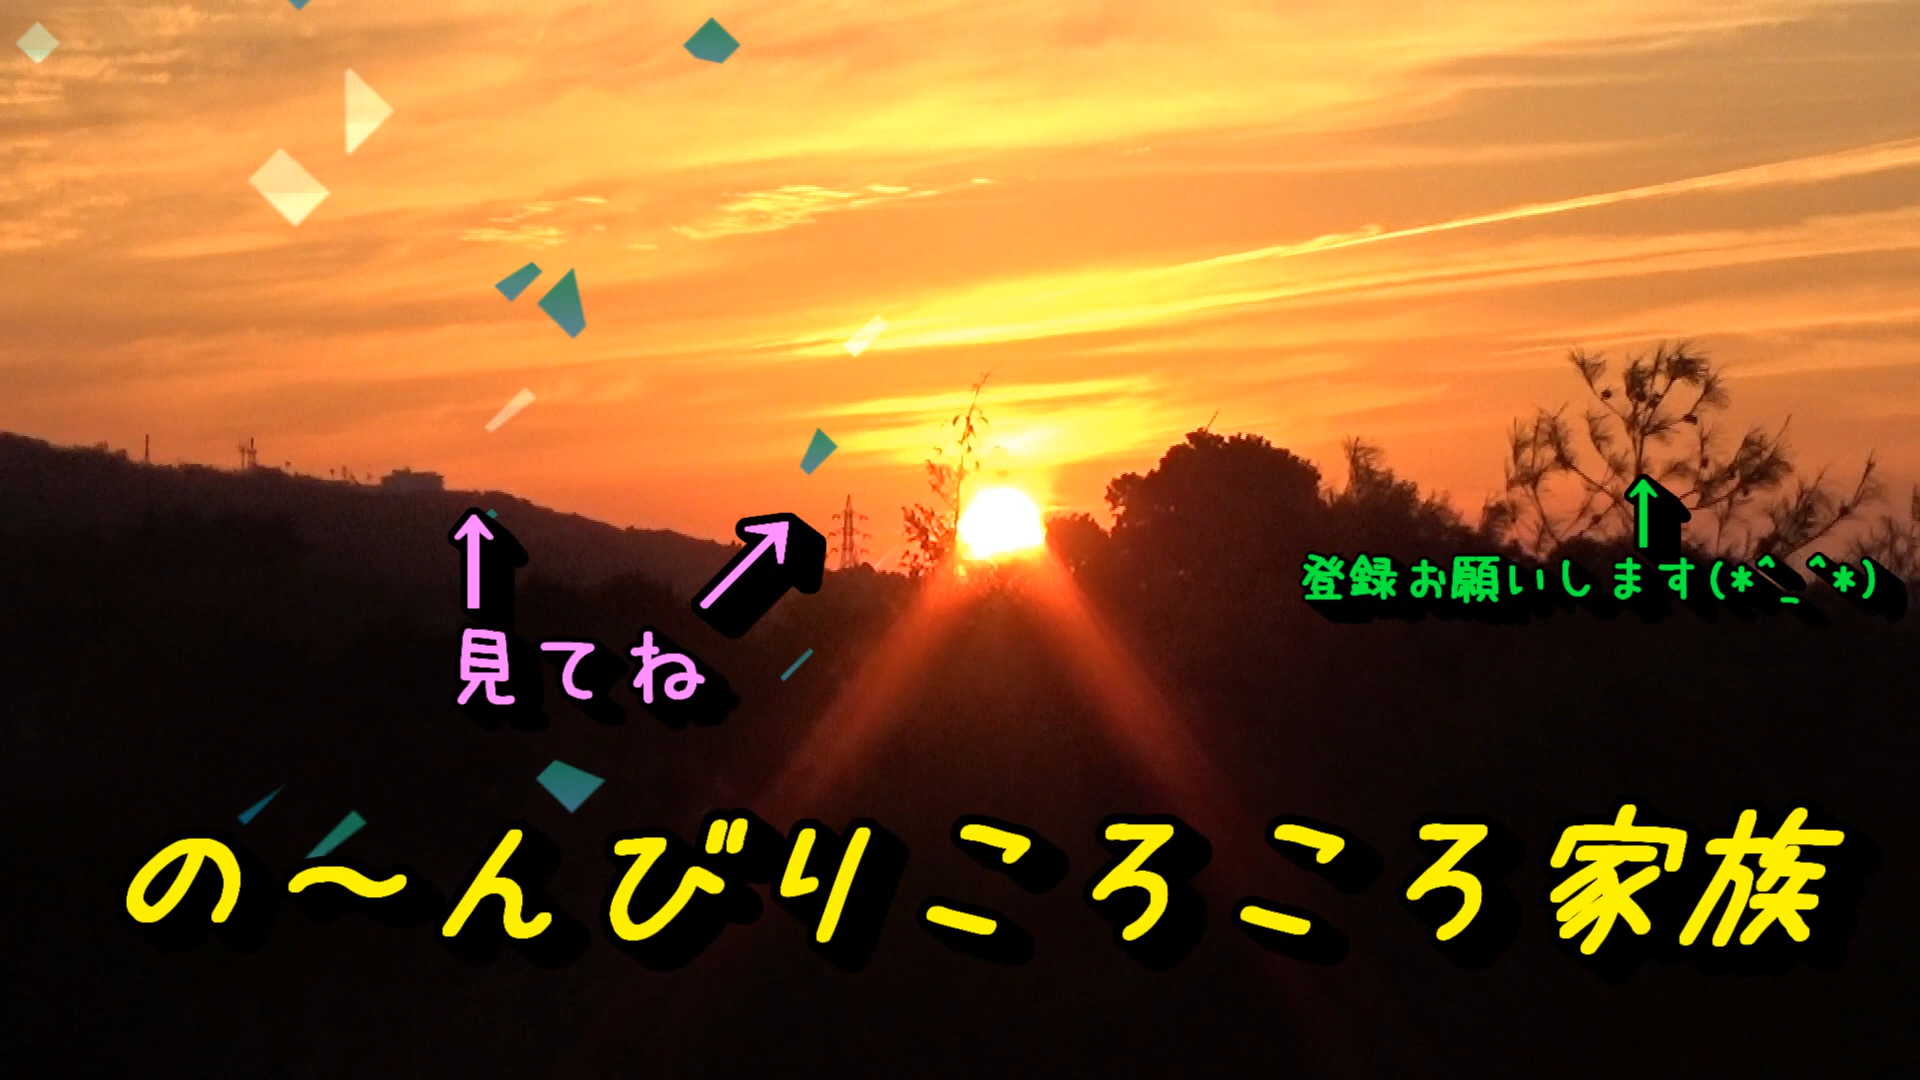 ↑
登録お願いします(*^_^*)
↑ ↗
見てね
の〜んびりころころ家族